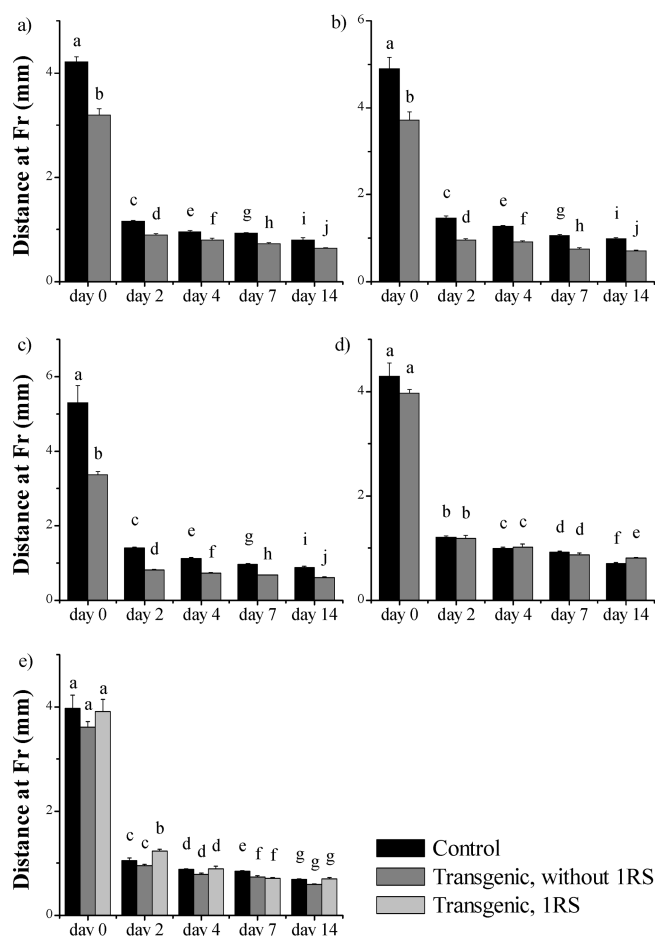 a)
Distance at Fr (mm)
4
2
0
a
b
c
d
e
f
g
h
i
j
day 0
day 2
day 4
day 7
day 14
b)
6
4
2
0
a
b
c
d
e
f
g
h
i
j
day 0
day 2
day 4
day 7
day 14
c)
Distance at Fr (mm)
6
4
2
0
a
b
c
d
e
f
g
h
i
j
day 0
day 2
day 4
day 7
day 14
d)
4
2
0
a
a
b
b
c
c
d
d
f
e
day 0
day 2
day 4
day 7
day 14
e)
Distance at Fr (mm)
4
2
0
a
a
a
c
c
b
d
d
d
e
f
f
g
g
g
day 0
day 2
day 4
day 7
day 14
Control
Transgenic, without 1RS
Transgenic, 1RS